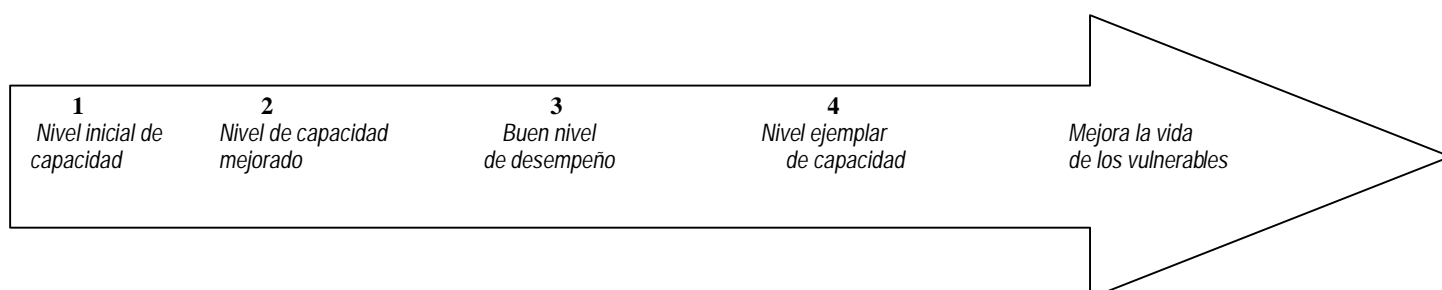 1
Nivel inicial de
capacidad
2
Nivel de capacidad
mejorado
3
Buen nivel
de desempeño
4
Nivel ejemplar
de capacidad
Mejora la vida
de los vulnerables